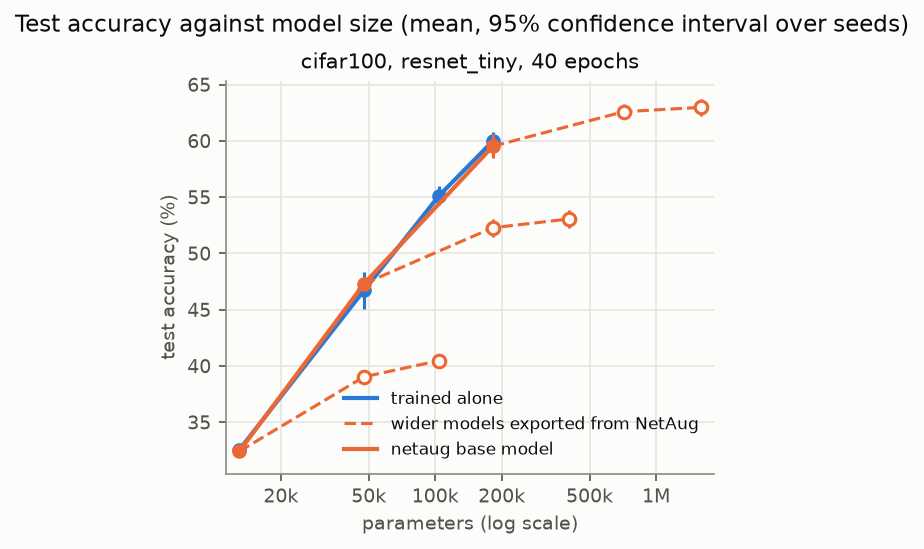 Test accuracy against model size (mean, 95% confidence interval over seeds)
cifar100, resnet_tiny, 40 epochs
65
60
55
50
45
40
35
test accuracy (%)
trained alone
wider models exported from NetAug
netaug base model
20k 50k 100k 200k 500k 1M
parameters (log scale)